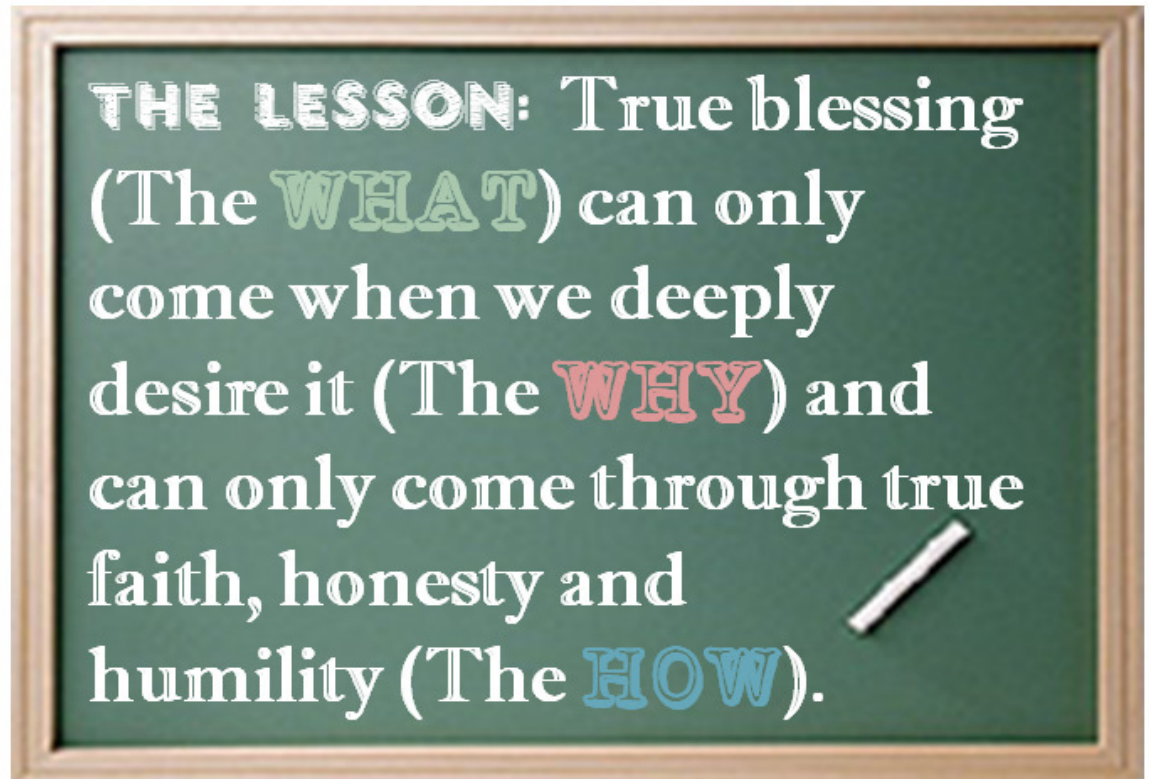 THE LESSON: True blessing
(The WHAT) can only
come when we deeply
desire it (The WHY) and
can only come through true
faith, honesty and
humility (The HOW).